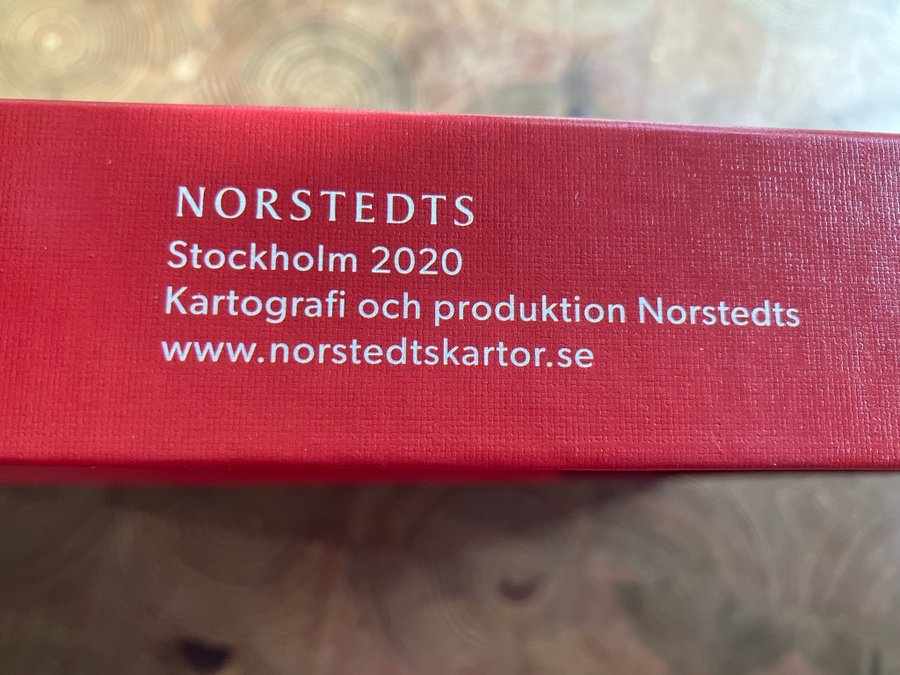 NORSTEDTS
Stockholm 2020
Kartografi och produktion Norstedts
www.norstedtskartor.se